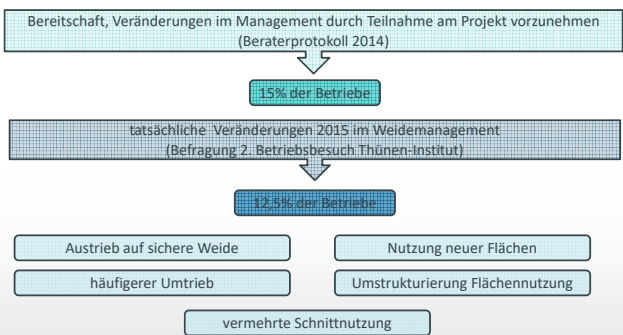 Bereitschaft, Veränderungen im Management durch Teilnahme am Projekt vorzunehmen
(Beraterprotokoll 2014)
15% der Betriebe
tatsächliche Veränderungen 2015 im Weidemanagement
(Befragung 2. Betriebsbesuch Thünen-Institut)
12,5% der Betriebe
Austrieb auf sichere Weide
Nutzung neuer Flächen
häufigerer Umtrieb
Umstrukturierung Flächennutzung
vermehrte Schnittnutzung